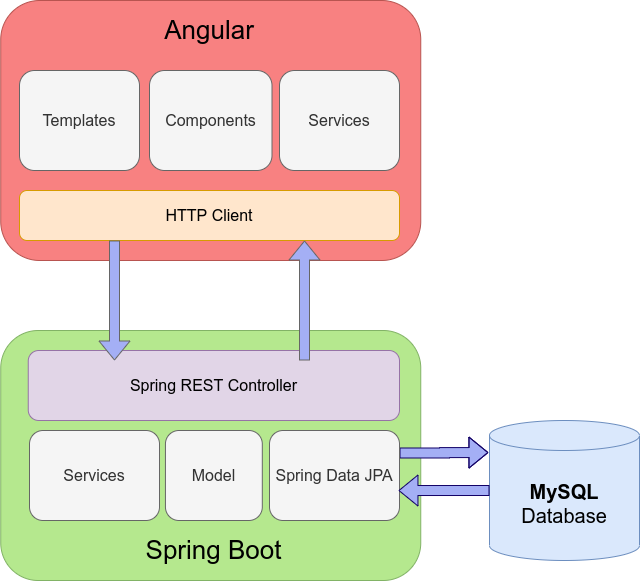 Angular
Templates
Components
Services
HTTP Client
Spring REST Controller
Services
Model
Spring Data JPA
Spring Boot
MySQL
Database